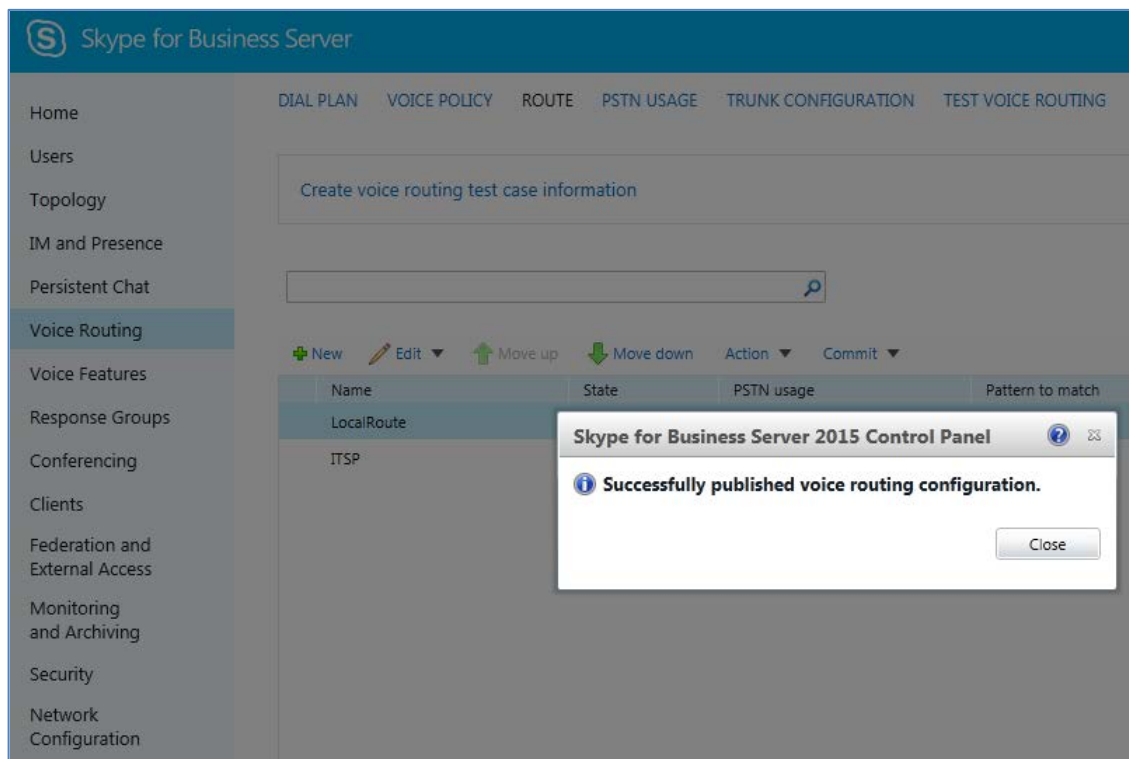 Skype for Business Server
Home
Users
Topology
IM and Presence
Persistent Chat
Voice Routing
Voice Features
Response Groups
Conferencing
Clients
Federation and
External Access
Monitoring
and Archiving
Security
Network
Configuration
DIAL PLAN VOICE POLICY ROUTE PSTN USAGE TRUNK CONFIGURATION TEST VOICE ROUTING
Create voice routing test case information
New Edit Move up Move down Action Commit
Name State PSTN usage Pattern to match
LocalRoute
ITSP
Skype for Business Server 2015 Control Panel
Successfully published voice routing configuration.
Close